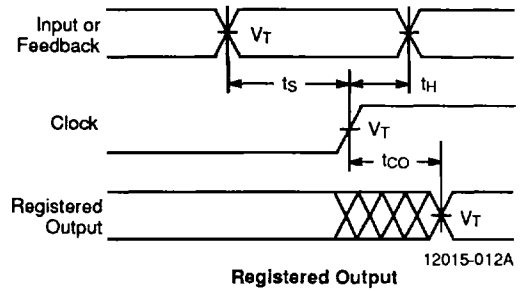 Input or
Feedback
VT
tS
tH
Clock
VT
tCO
Registered
Output
VT
12015-012A
Registered Output